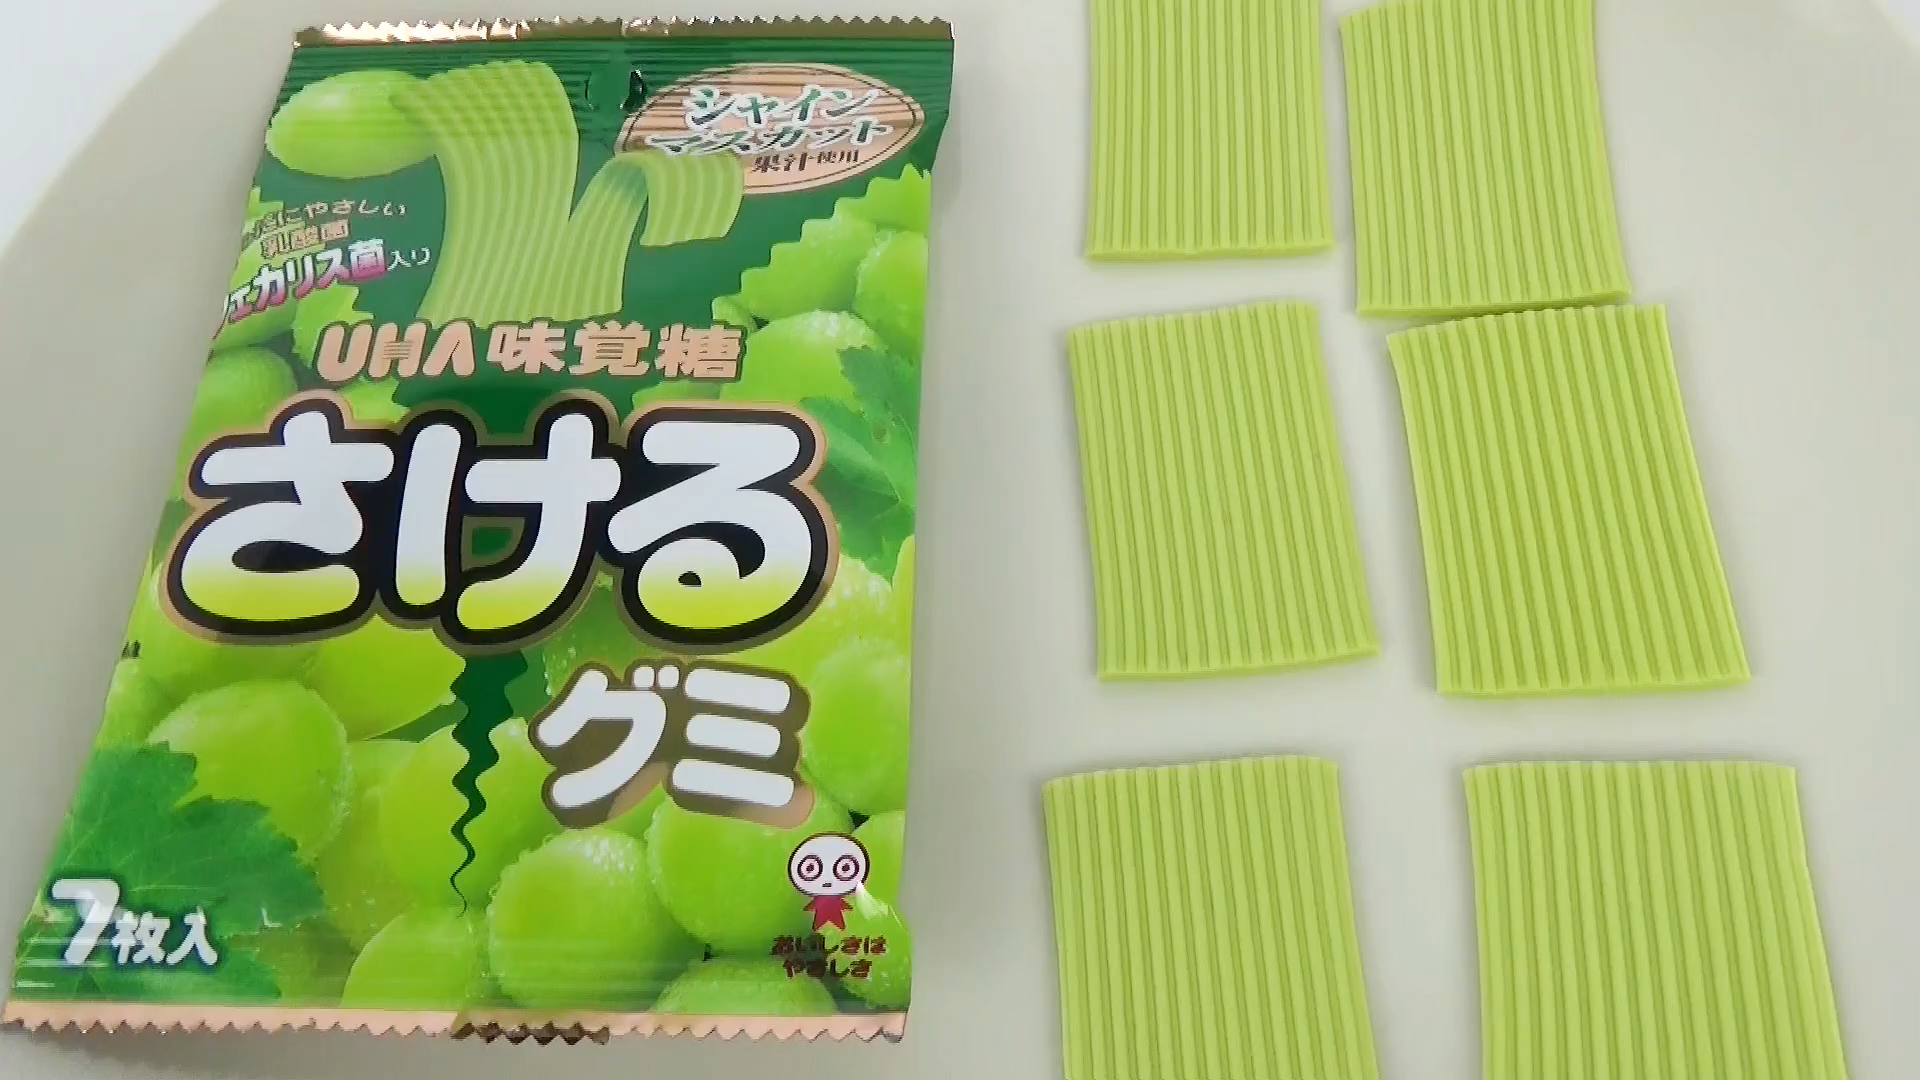 シャイン
マスカット
果汁使用
にやさしい
乳酸菌
フェカリス菌入り
UHA味覚糖
さける
グミ
7枚入
おいしさは
やさしさ